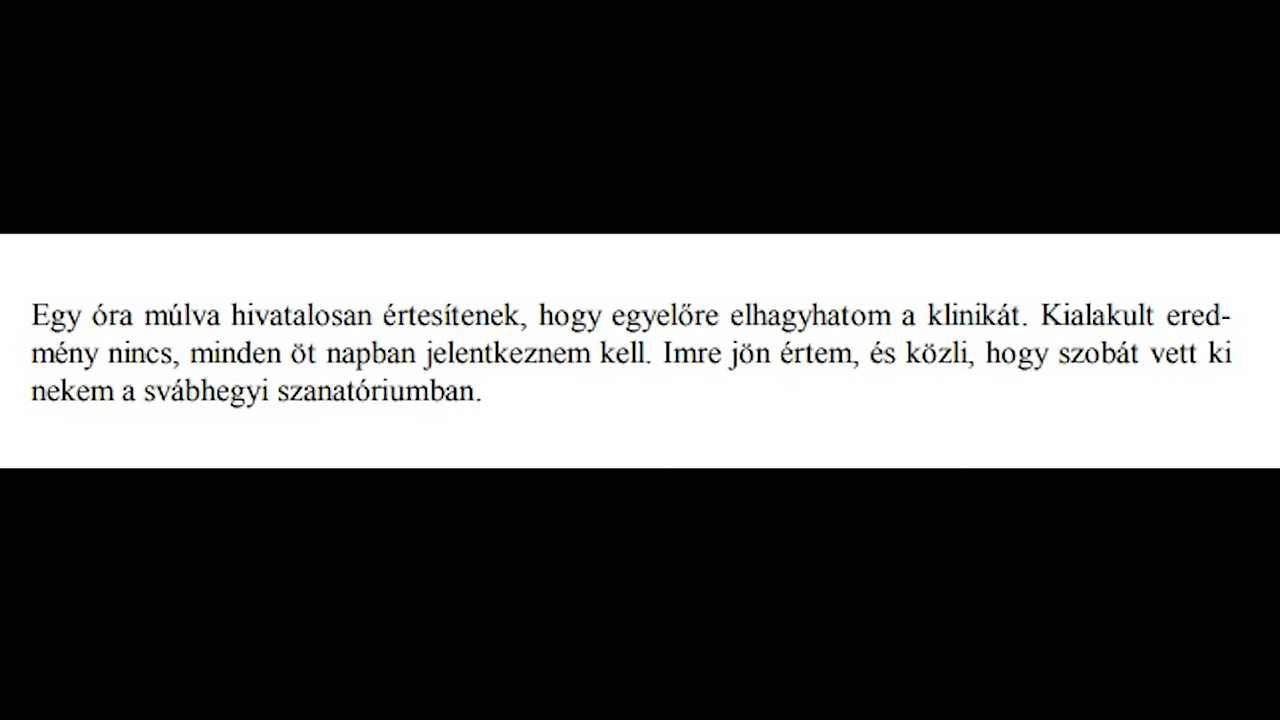 Egy óra múlva hivatalosan értesítenek, hogy egyelőre elhagyhatom a klinikát. Kialakult ered-
mény nincs, minden öt napban jelentkeznem kell. Imre jön értem, és közli, hogy szobát vett ki
nekem a svábhegyi szanatóriumban.